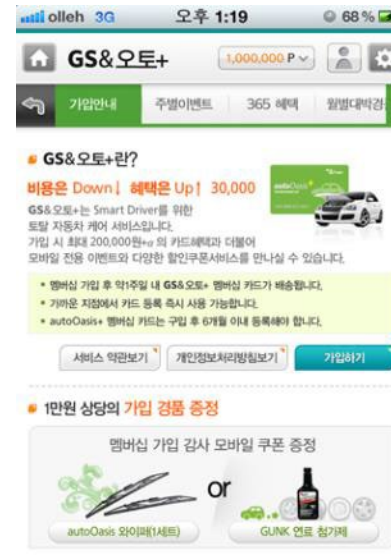 olleh 3G 오후 1:19 68%
GS&오토+ 1,000,000 P
가입안내 주별이벤트 365 혜택 월별대박경
GS&오토+란?
비용은 Down↓ 혜택은 Up↑ 30,000
GS&오토+는 Smart Driver를 위한
토탈 자동차 케어 서비스입니다.
가입 시 최대 200,000원+α 의 카드혜택과 더불어
모바일 전용 이벤트와 다양한 할인쿠폰서비스를 만나실 수 있습니다.
autoOasis+
• 멤버십 가입 후 약1주일 내 GS&오토+ 멤버십 카드가 배송됩니다.
• 가까운 지점에서 카드 등록 즉시 사용 가능합니다.
• autoOasis+ 멤버십 카드는 구입 후 6개월 이내 등록해야 합니다.
서비스 약관보기 개인정보처리방침보기 가입하기
1만원 상당의 가입 경품 증정
멤버십 가입 감사 모바일 쿠폰 증정
or
autoOasis 와이퍼(1세트) GUNK 연료 첨가제